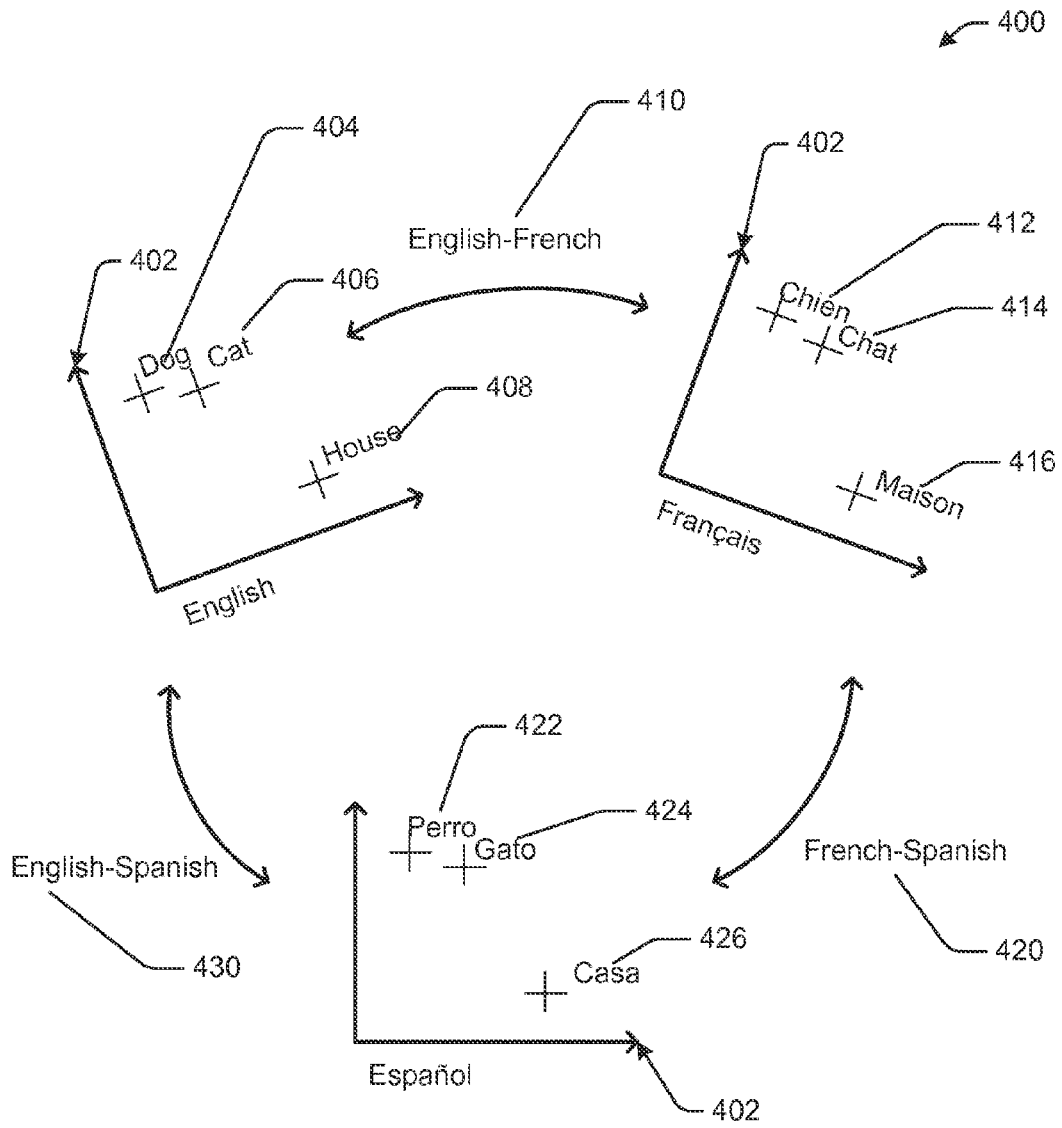 400
410
404
402
English-French
412
402
406
Chien
414
Dog
Cat
Chat
408
House
416
Maison
Français
English
422
424
Perro
Gato
English-Spanish
French-Spanish
426
420
430
Casa
Español
402